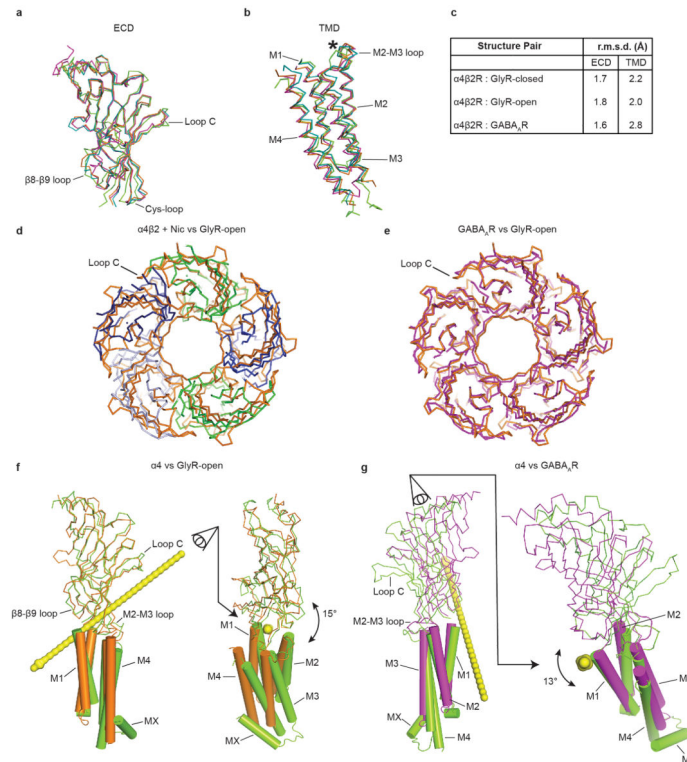 a
ECD
Loop C
β8-β9 loop
Cys-loop
b
TMD
*
M1
M2-M3 loop
M2
M4
M3
c
Structure Pair r.m.s.d. (Å)
ECD TMD
α4β2R : GlyR-closed 1.7 2.2
α4β2R : GlyR-open 1.8 2.0
α4β2R : GABA_AR 1.6 2.8
d
α4β2 + Nic vs GlyR-open
Loop C
e
GABA_AR vs GlyR-open
Loop C
f
α4 vs GlyR-open
Loop C
β8-β9 loop
M2-M3 loop
M1
M4
MX
M1
15°
M4
M2
M3
MX
g
α4 vs GABA_AR
Loop C
M2-M3 loop
M3
M1
M2
MX
M4
M2
13°
M1
M4